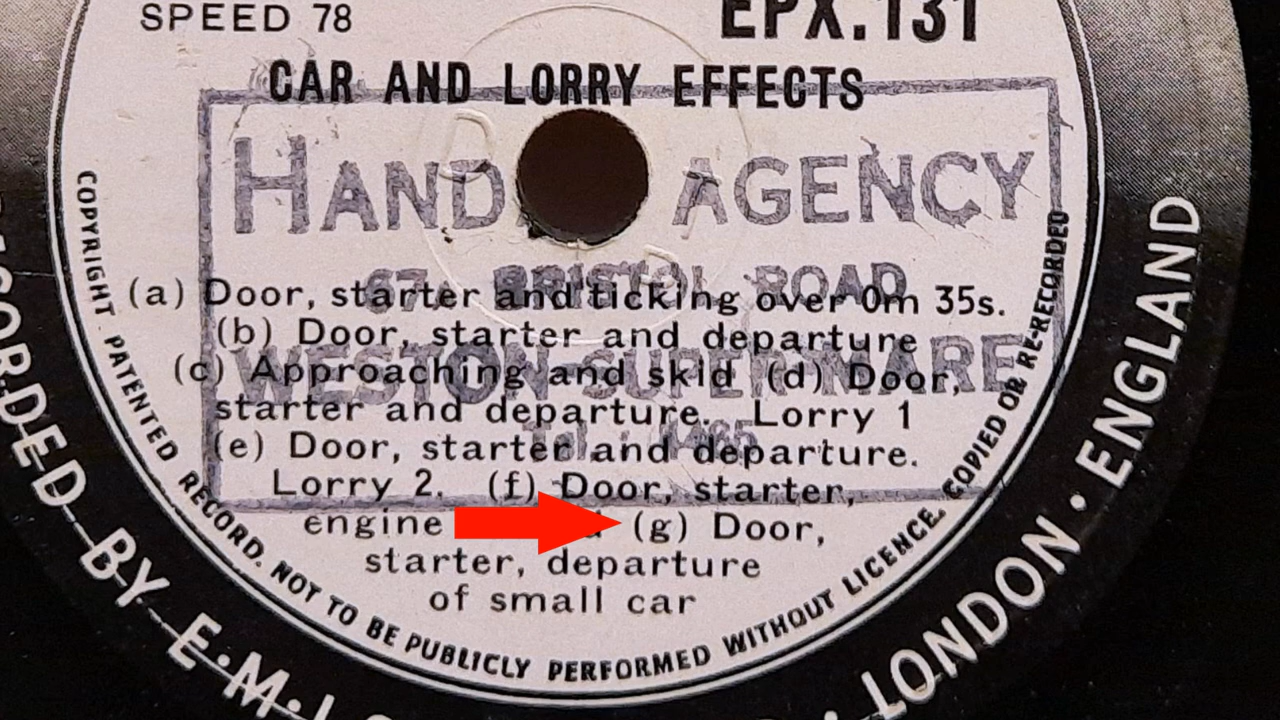 SPEED 78
EPX.131
CAR AND LORRY EFFECTS
HAND AGENCY
67A BRISTOL ROAD
WESTON-SUPER-MARE
(a) Door, starter and ticking over 0m 35s.
(b) Door, starter and departure
(c) Approaching and skid (d) Door,
starter and departure. Lorry 1
(e) Door, starter and departure.
Lorry 2. (f) Door, starter,
engine (g) Door,
starter, departure
of small car
COPYRIGHT · PATENTED RECORD. NOT TO BE PUBLICLY PERFORMED WITHOUT LICENCE. COPIED OR RE-RECORDED
BY E.M.I.
LONDON · ENGLAND